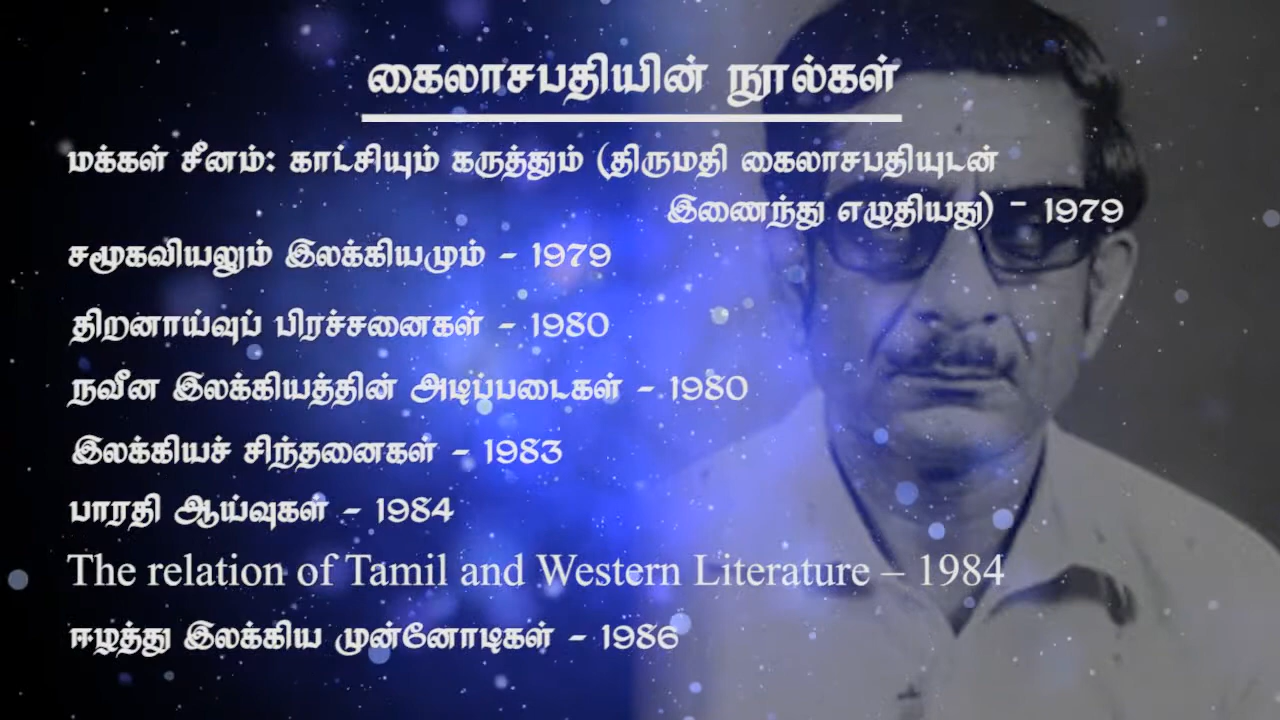 கைலாசபதியின் நூல்கள்
மக்கள் சீனம்: காட்சியும் கருத்தும் (திருமதி கைலாசபதியுடன்
இணைந்து எழுதியது) - 1979
சமூகவியலும் இலக்கியமும் - 1979
திறனாய்வுப் பிரச்சனைகள் - 1980
நவீன இலக்கியத்தின் அடிப்படைகள் - 1980
இலக்கியச் சிந்தனைகள் - 1983
பாரதி ஆய்வுகள் - 1984
The relation of Tamil and Western Literature – 1984
ஈழத்து இலக்கிய முன்னோடிகள் - 1986